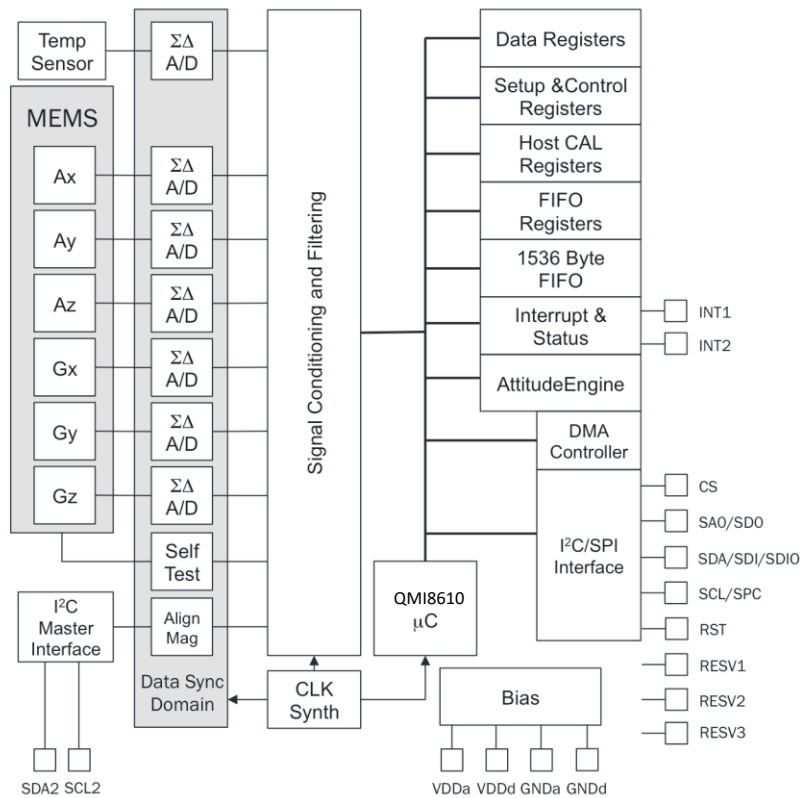 Temp
Sensor
ΣΔ
A/D
MEMS
Ax
ΣΔ
A/D
Ay
ΣΔ
A/D
Az
ΣΔ
A/D
Gx
ΣΔ
A/D
Gy
ΣΔ
A/D
Gz
ΣΔ
A/D
Self
Test
I²C
Master
Interface
Align
Mag
Data Sync
Domain
SDA2 SCL2
Signal Conditioning and Filtering
CLK
Synth
QMI8610
μC
Data Registers
Setup &Control
Registers
Host CAL
Registers
FIFO
Registers
1536 Byte
FIFO
Interrupt &
Status
INT1
INT2
AttitudeEngine
DMA
Controller
I²C/SPI
Interface
CS
SA0/SD0
SDA/SDI/SDIO
SCL/SPC
RST
RESV1
RESV2
RESV3
Bias
VDDa VDDd GNDa GNDd